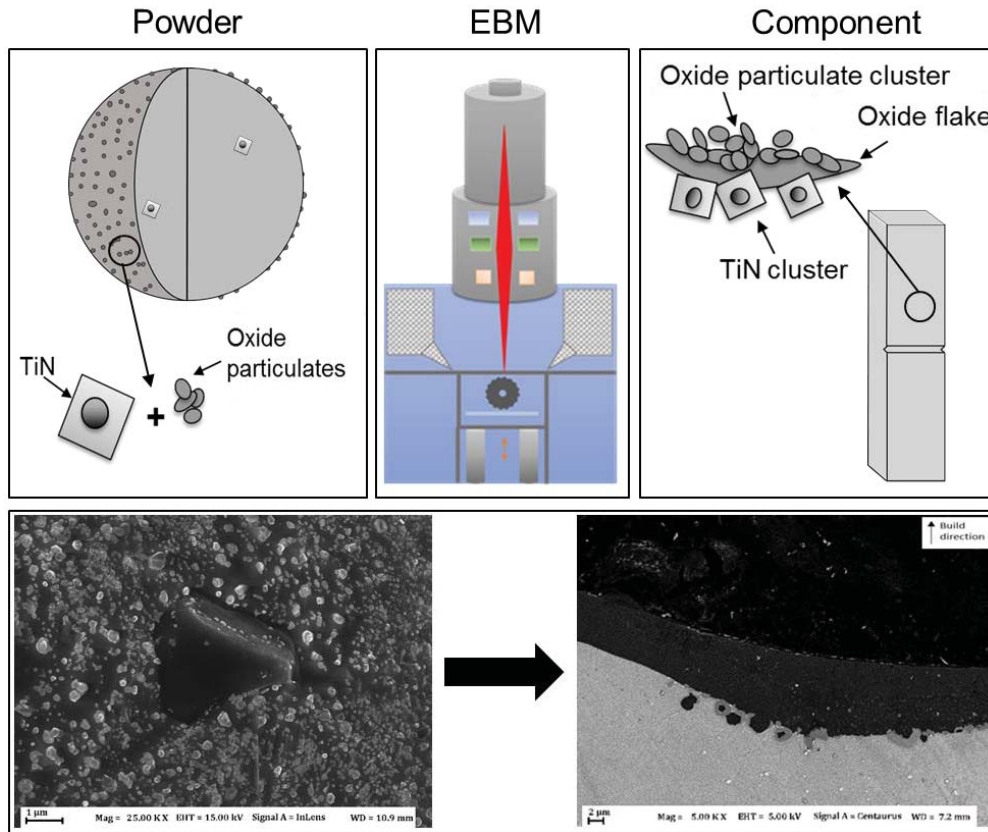 Powder
EBM
Component
TiN
+
Oxide
particulates
Oxide particulate cluster
Oxide flake
TiN cluster
1 µm
Mag = 25.00 KX EHT = 15.00 kV Signal A = InLens WD = 10.9 mm
Build
direction
2 µm
Mag = 5.00 KX EHT = 5.00 kV Signal A = Centaurus WD = 7.2 mm